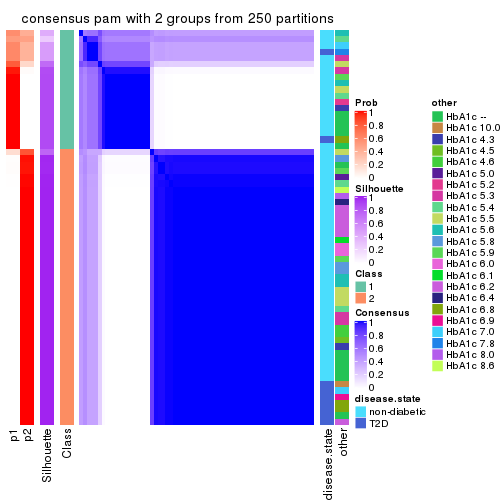 consensus pam with 2 groups from 250 partitions
Prob
1
0.8
0.6
0.4
0.2
0
Silhouette
1
0.8
0.6
0.4
0.2
0
Class
1
2
Consensus
1
0.8
0.6
0.4
0.2
0
disease.state
non-diabetic
T2D
other
HbA1c --
HbA1c 10.0
HbA1c 4.3
HbA1c 4.5
HbA1c 4.6
HbA1c 5.0
HbA1c 5.2
HbA1c 5.3
HbA1c 5.4
HbA1c 5.5
HbA1c 5.6
HbA1c 5.8
HbA1c 5.9
HbA1c 6.0
HbA1c 6.1
HbA1c 6.2
HbA1c 6.4
HbA1c 6.8
HbA1c 6.9
HbA1c 7.0
HbA1c 7.8
HbA1c 8.0
HbA1c 8.6
p1
p2
Silhouette
Class
disease.state
other